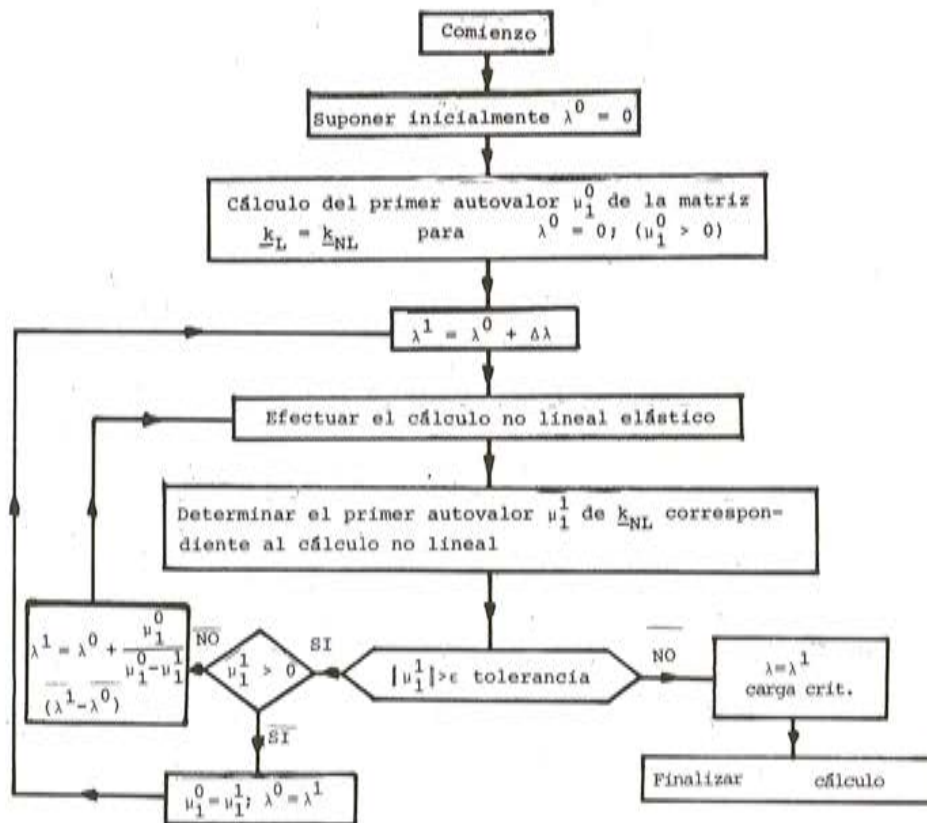 Comienzo
Suponer inicialmente λ⁰ = 0
Cálculo del primer autovalor μ₁⁰ de la matriz
k_L = k_NL para λ⁰ = 0; (μ₁⁰ > 0)
λ¹ = λ⁰ + Δλ
Efectuar el cálculo no lineal elástico
Determinar el primer autovalor μ₁¹ de k_NL correspon-
diente al cálculo no lineal
|μ₁¹|>ε tolerancia
SI
NO
μ₁¹ > 0
NO
SI
λ¹ = λ⁰ + μ₁⁰/(μ₁⁰-μ₁¹)
(λ¹-λ⁰)
μ₁⁰=μ₁¹; λ⁰=λ¹
λ=λ¹
carga crit.
Finalizar cálculo